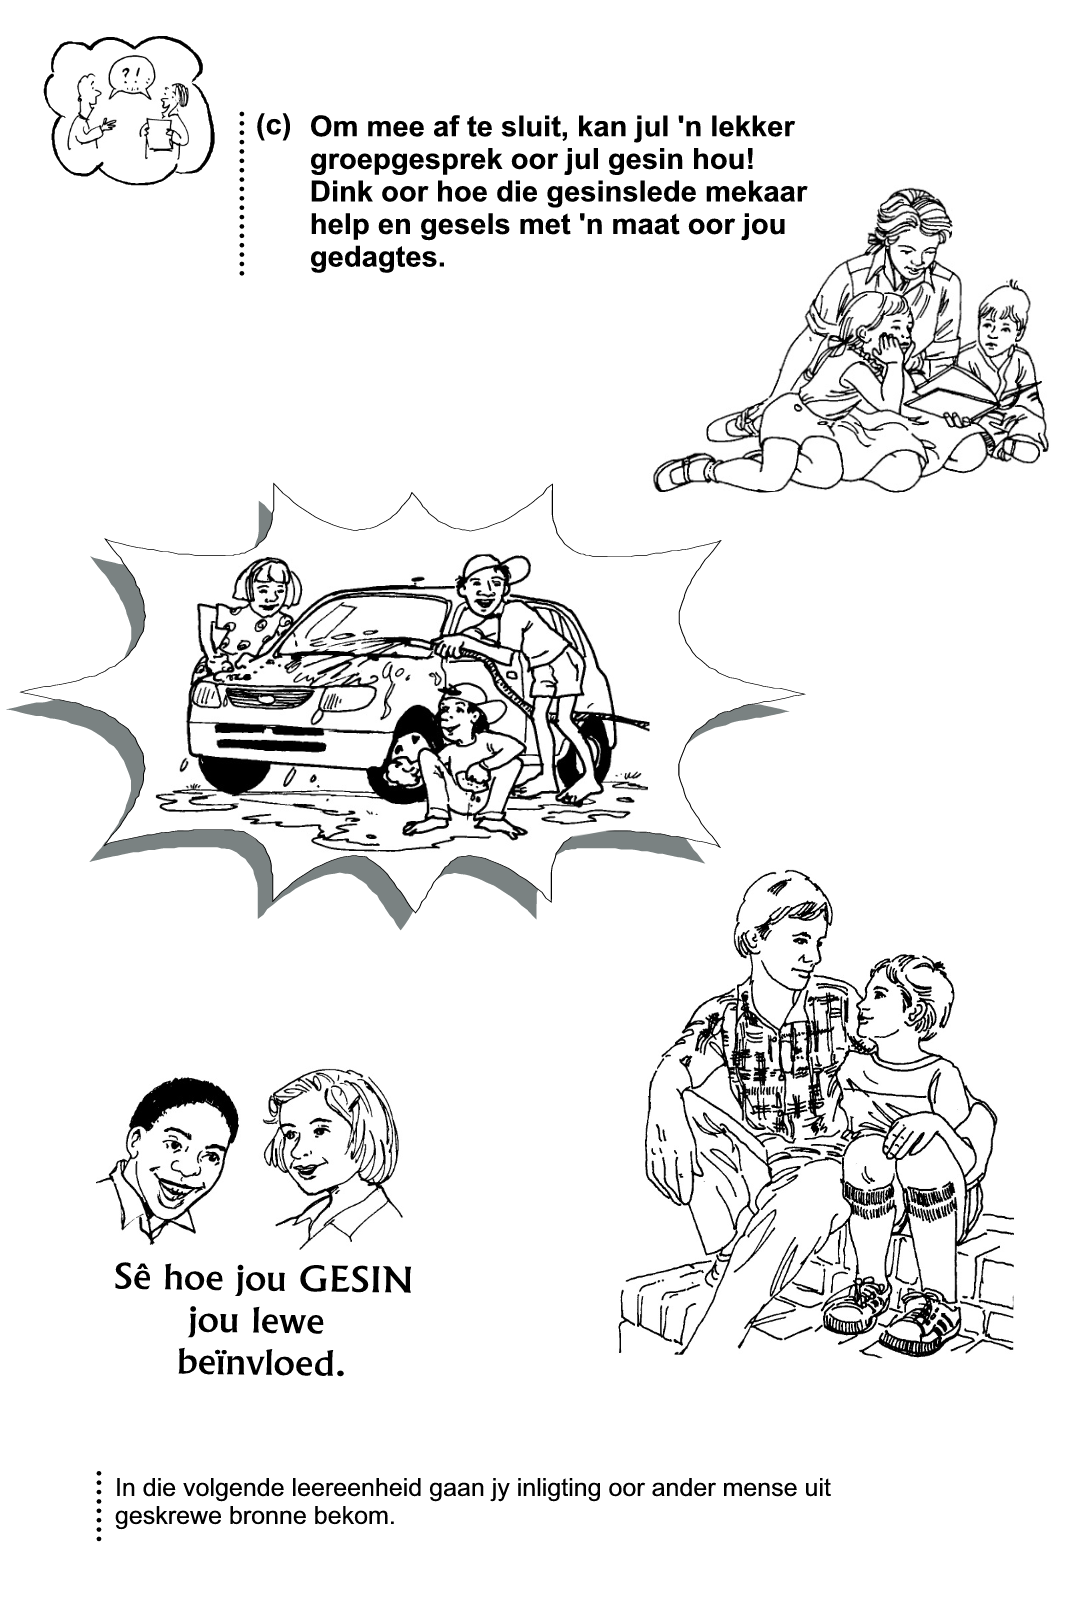 ?!
(c) Om mee af te sluit, kan jul 'n lekker
groepgesprek oor jul gesin hou!
Dink oor hoe die gesinslede mekaar
help en gesels met 'n maat oor jou
gedagtes.
Sê hoe jou GESIN
jou lewe
beïnvloed.
In die volgende leereenheid gaan jy inligting oor ander mense uit
geskrewe bronne bekom.